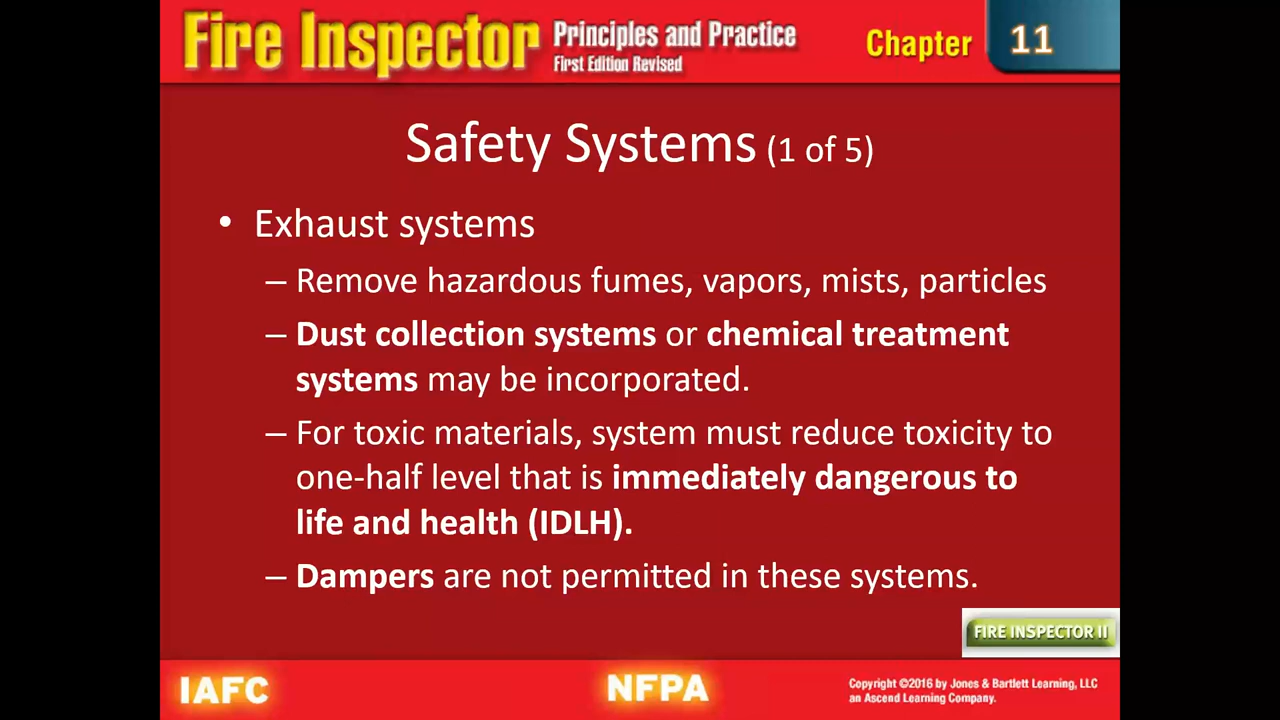 Fire Inspector Principles and Practice
First Edition Revised
Chapter 11
Safety Systems (1 of 5)
• Exhaust systems
– Remove hazardous fumes, vapors, mists, particles
– Dust collection systems or chemical treatment
systems may be incorporated.
– For toxic materials, system must reduce toxicity to
one-half level that is immediately dangerous to
life and health (IDLH).
– Dampers are not permitted in these systems.
FIRE INSPECTOR II
IAFC
NFPA
Copyright ©2016 by Jones & Bartlett Learning, LLC
an Ascend Learning Company.